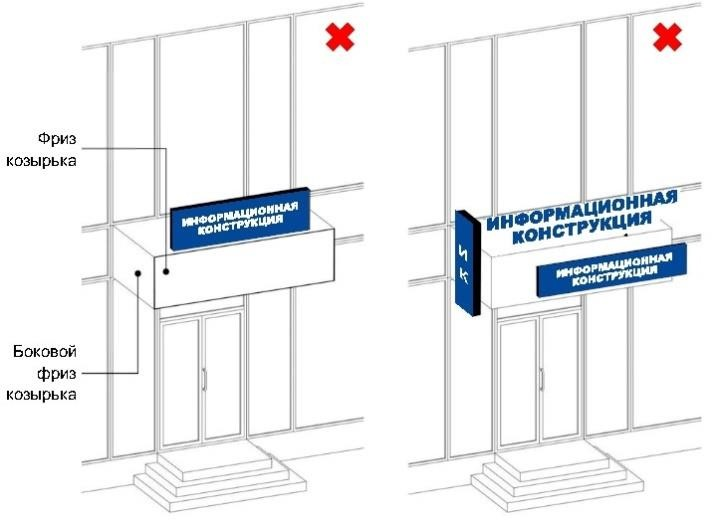 Фриз
козырька
ИНФОРМАЦИОННАЯ
КОНСТРУКЦИЯ
Боковой
фриз
козырька
ИНФОРМАЦИОННАЯ
КОНСТРУКЦИЯ
И К
ИНФОРМАЦИОННАЯ
КОНСТРУКЦИЯ